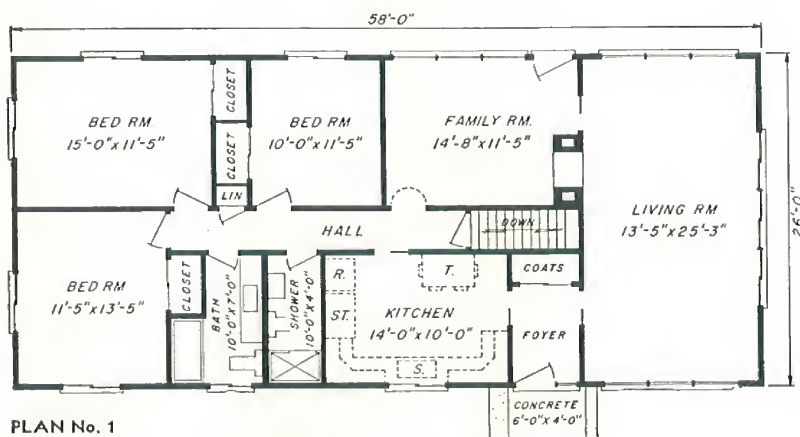 58'-0"
BED RM.
15'-0"x11'-5"
CLOSET
CLOSET
LIN
BED RM
10'-0"x11'-5"
FAMILY RM.
14'-8"x11'-5"
LIVING RM
13'-5"x25'-3"
26'-0"
HALL
DOWN
BED RM
11'-5"x13'-5"
CLOSET
BATH
10'-0"x7'-0"
SHOWER
10'-0"x4'-0"
R.
ST.
T.
KITCHEN
14'-0"x10'-0"
S.
COATS
FOYER
CONCRETE
6'-0"x4'-0"
PLAN No. 1